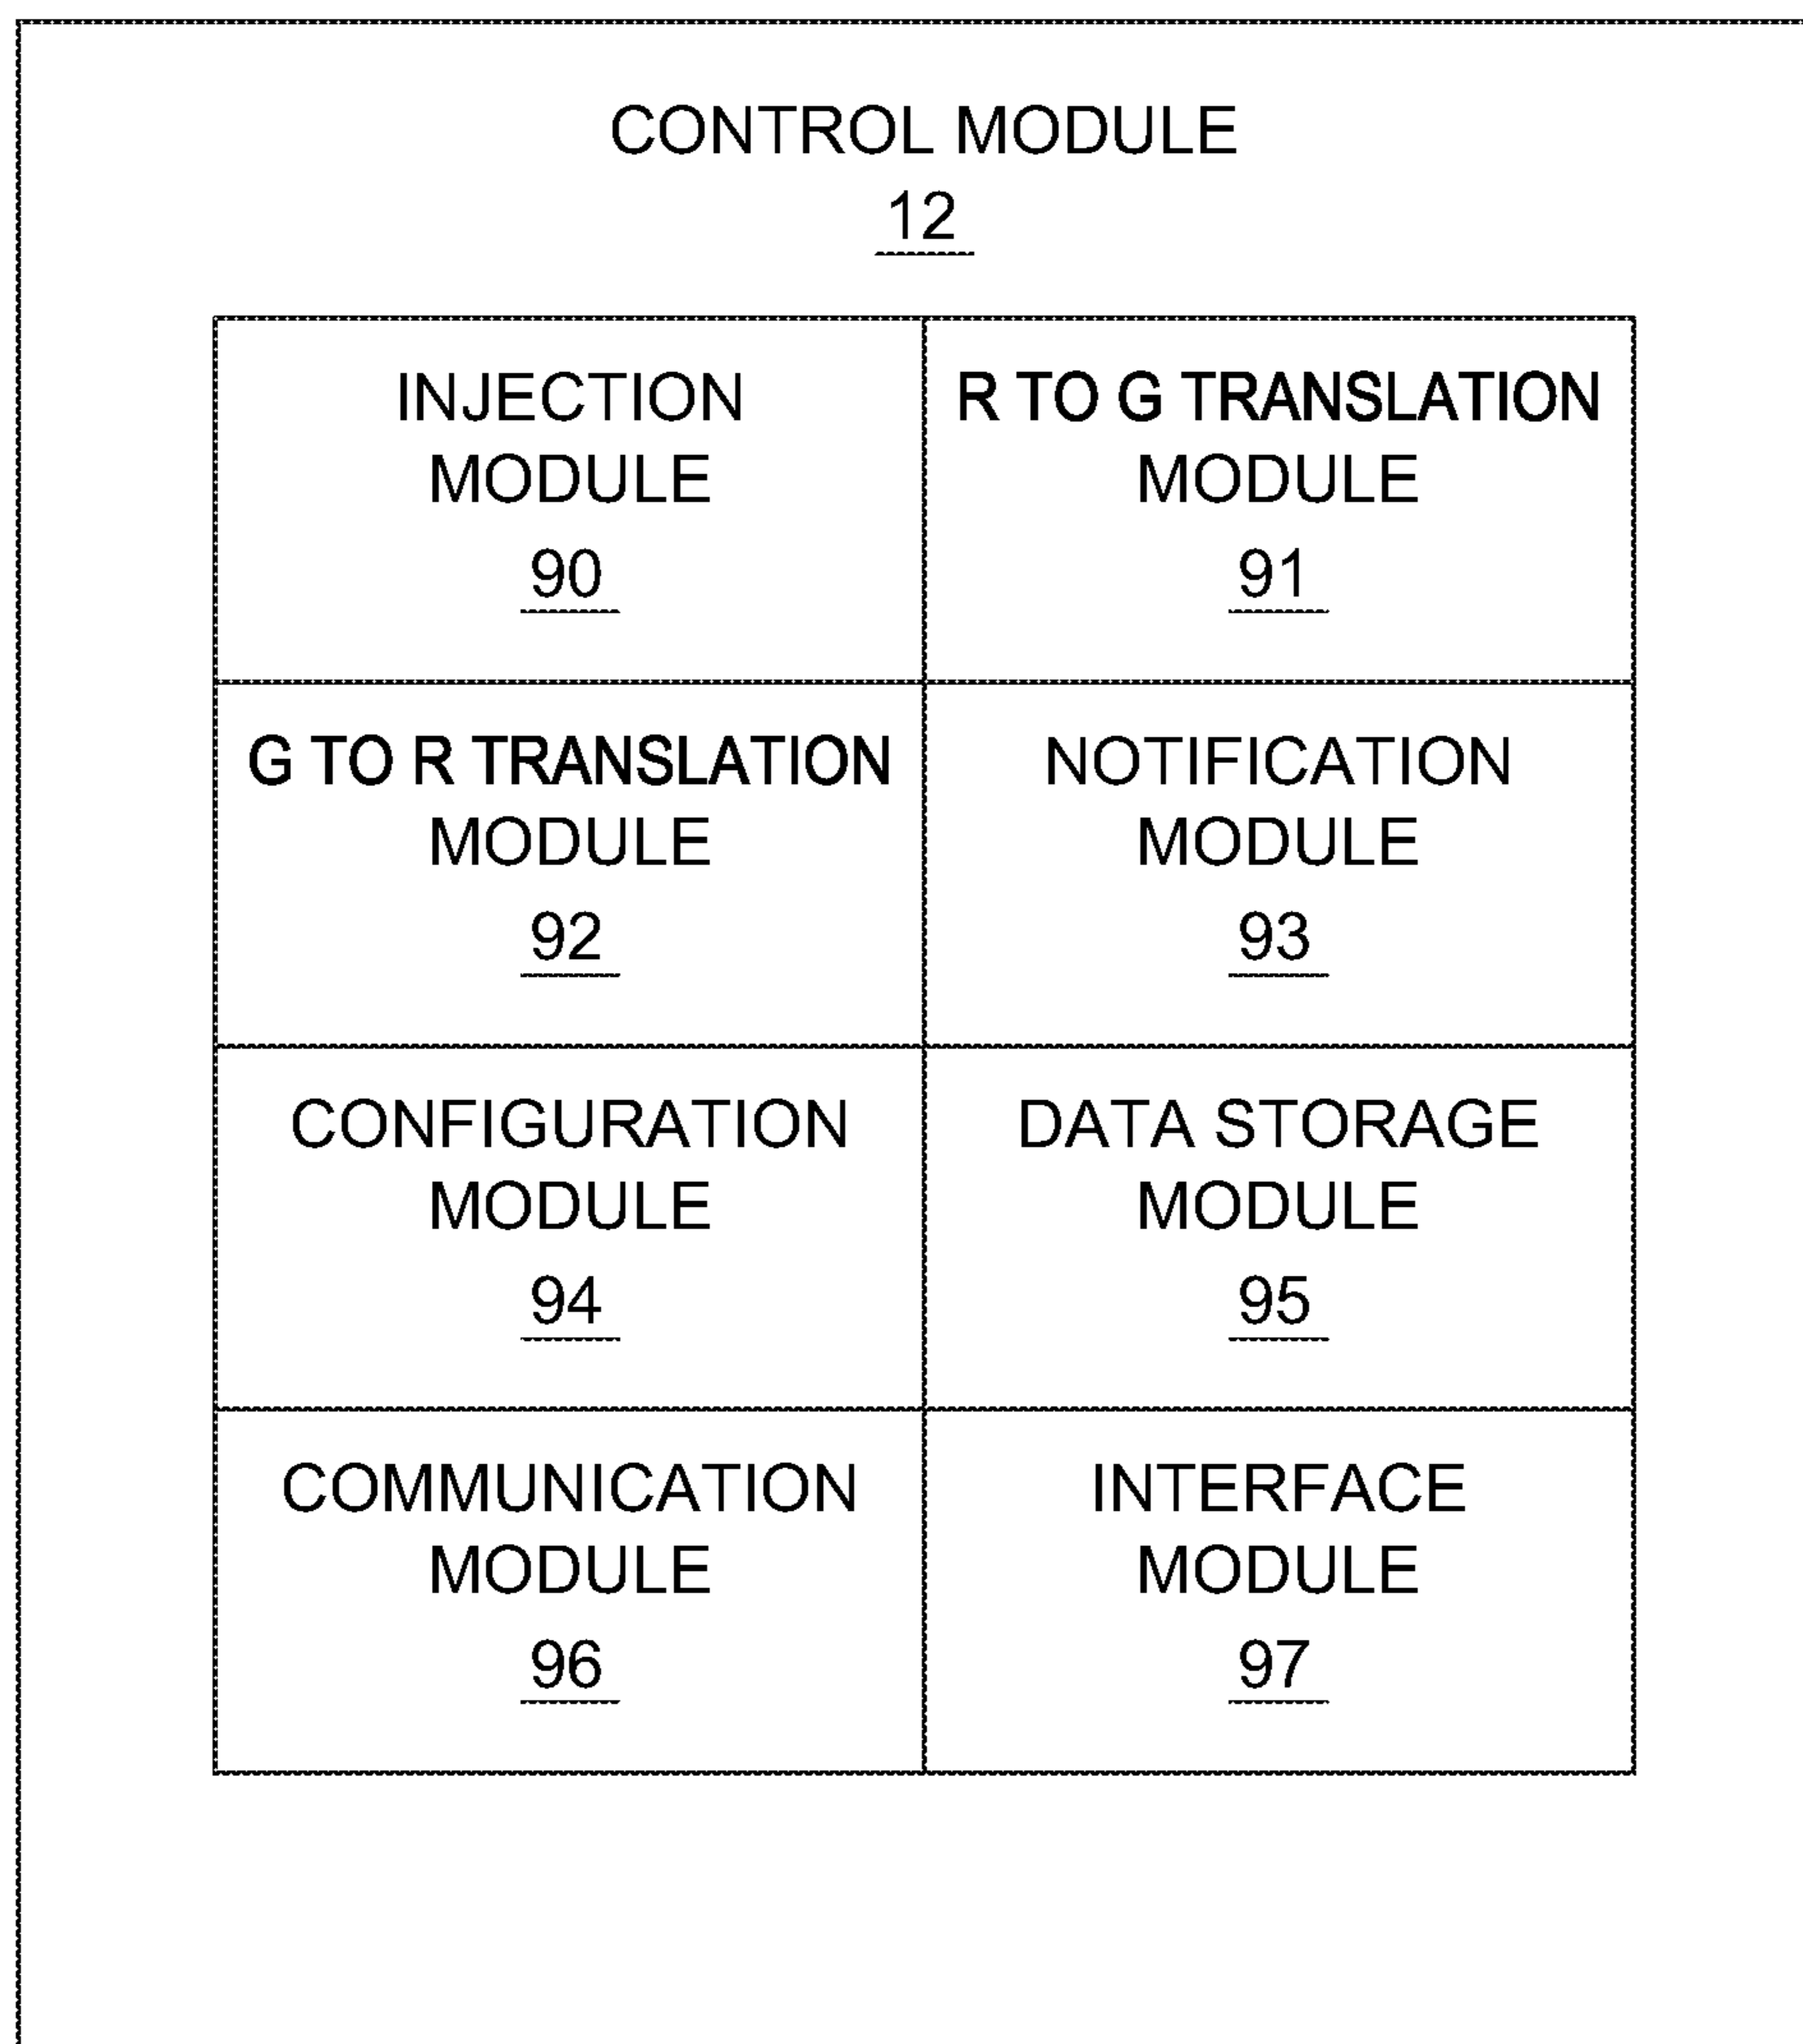 CONTROL MODULE
12
INJECTION
MODULE
90
R TO G TRANSLATION
MODULE
91
G TO R TRANSLATION
MODULE
92
NOTIFICATION
MODULE
93
CONFIGURATION
MODULE
94
DATA STORAGE
MODULE
95
COMMUNICATION
MODULE
96
INTERFACE
MODULE
97